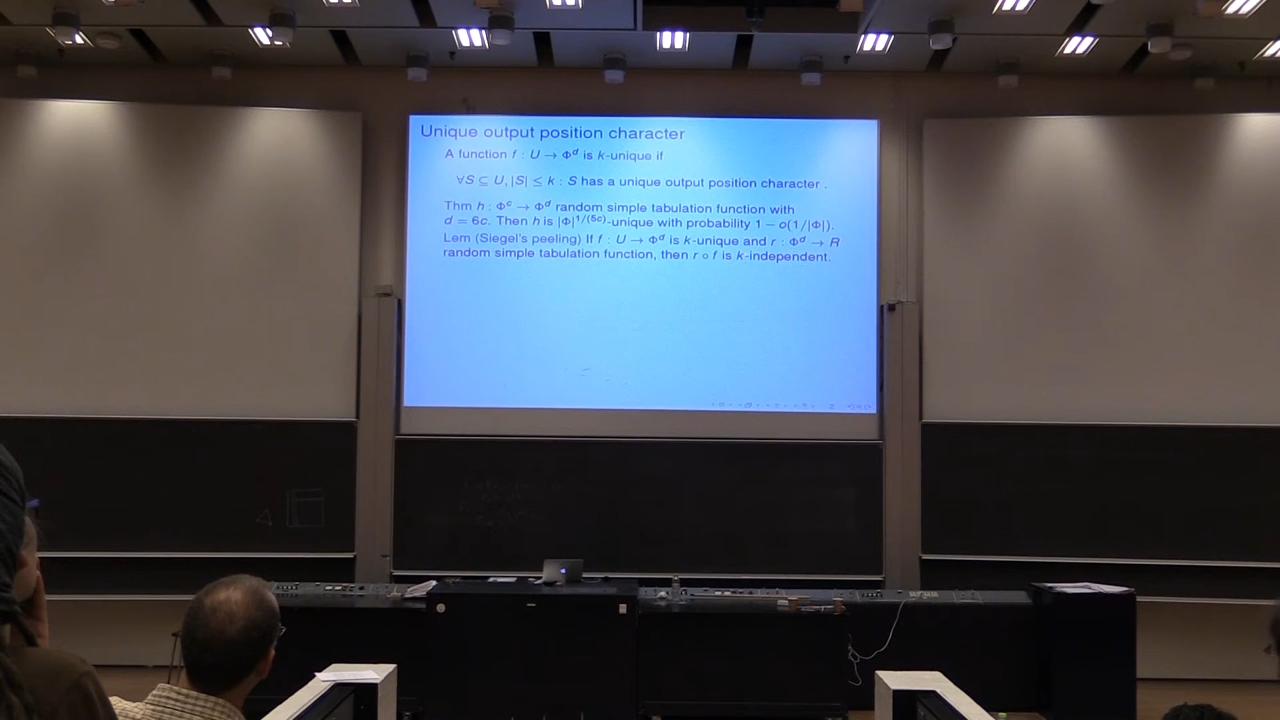 Unique output position character
A function f : U → Φ^d is k-unique if
∀S ⊆ U, |S| ≤ k : S has a unique output position character .
Thm h : Φ^c → Φ^d random simple tabulation function with
d = 6c. Then h is |Φ|^{1/(5c)}-unique with probability 1 − o(1/|Φ|).
Lem (Siegel's peeling) If f : U → Φ^d is k-unique and r : Φ^d → R
random simple tabulation function, then r ∘ f is k-independent.